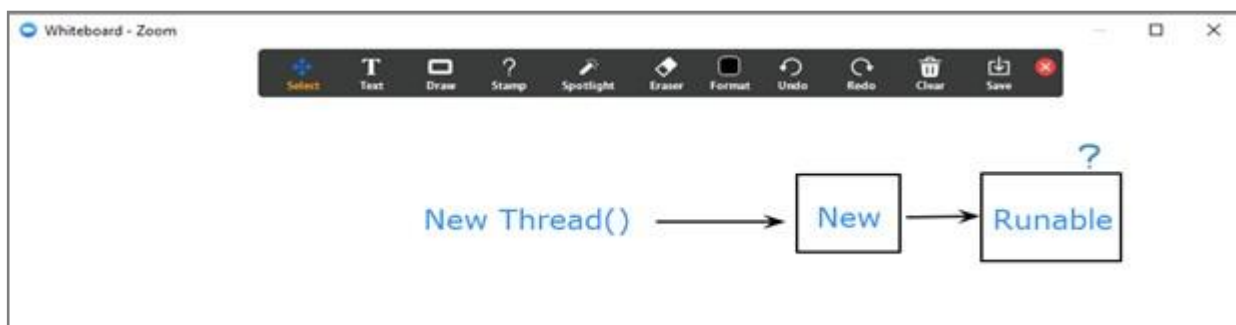 Whiteboard - Zoom
Select Text Draw Stamp Spotlight Eraser Format Undo Redo Clear Save
?
New Thread() New Runable